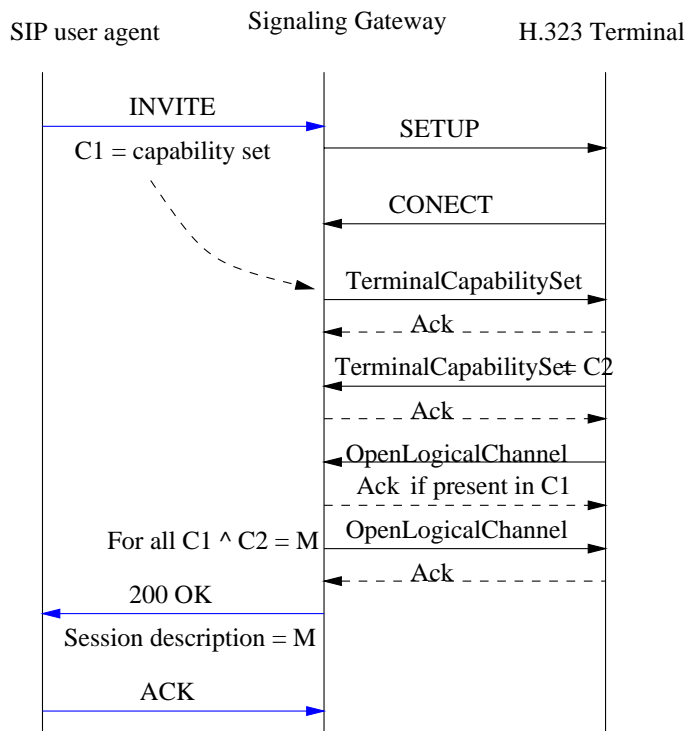 SIP user agent
Signaling Gateway
H.323 Terminal
INVITE
SETUP
C1 = capability set
CONECT
TerminalCapabilitySet
Ack
TerminalCapabilitySet= C2
Ack
OpenLogicalChannel
Ack if present in C1
For all C1 ^ C2 = M
OpenLogicalChannel
Ack
200 OK
Session description = M
ACK